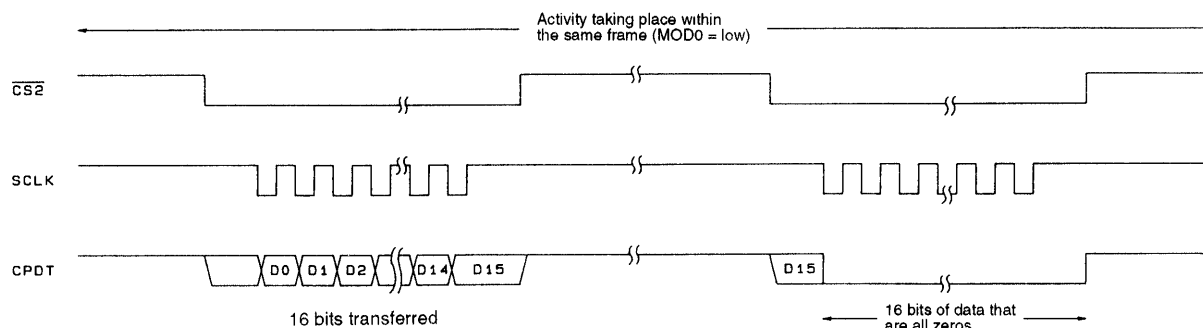 Activity taking place within
the same frame (MOD0 = low)
CS2
SCLK
CPDT
D0 D1 D2 D14 D15 D15
16 bits transferred
16 bits of data that
are all zeros